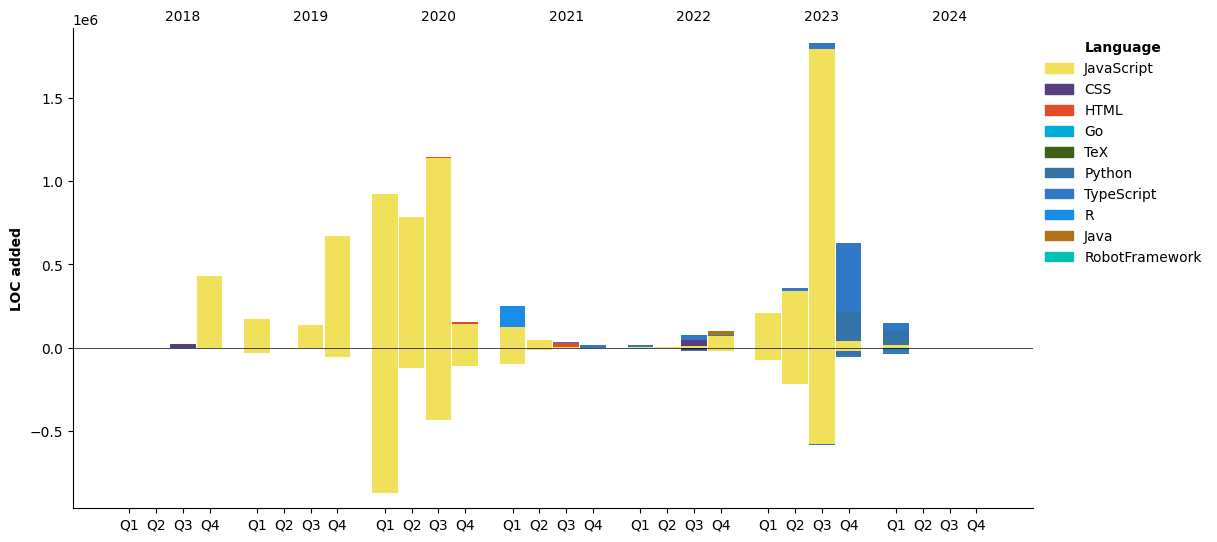 1e6
2018 2019 2020 2021 2022 2023 2024
Language
JavaScript
CSS
HTML
Go
TeX
Python
TypeScript
R
Java
RobotFramework
LOC added
1.5
1.0
0.5
0.0
−0.5
Q1 Q2 Q3 Q4 Q1 Q2 Q3 Q4 Q1 Q2 Q3 Q4 Q1 Q2 Q3 Q4 Q1 Q2 Q3 Q4 Q1 Q2 Q3 Q4 Q1 Q2 Q3 Q4